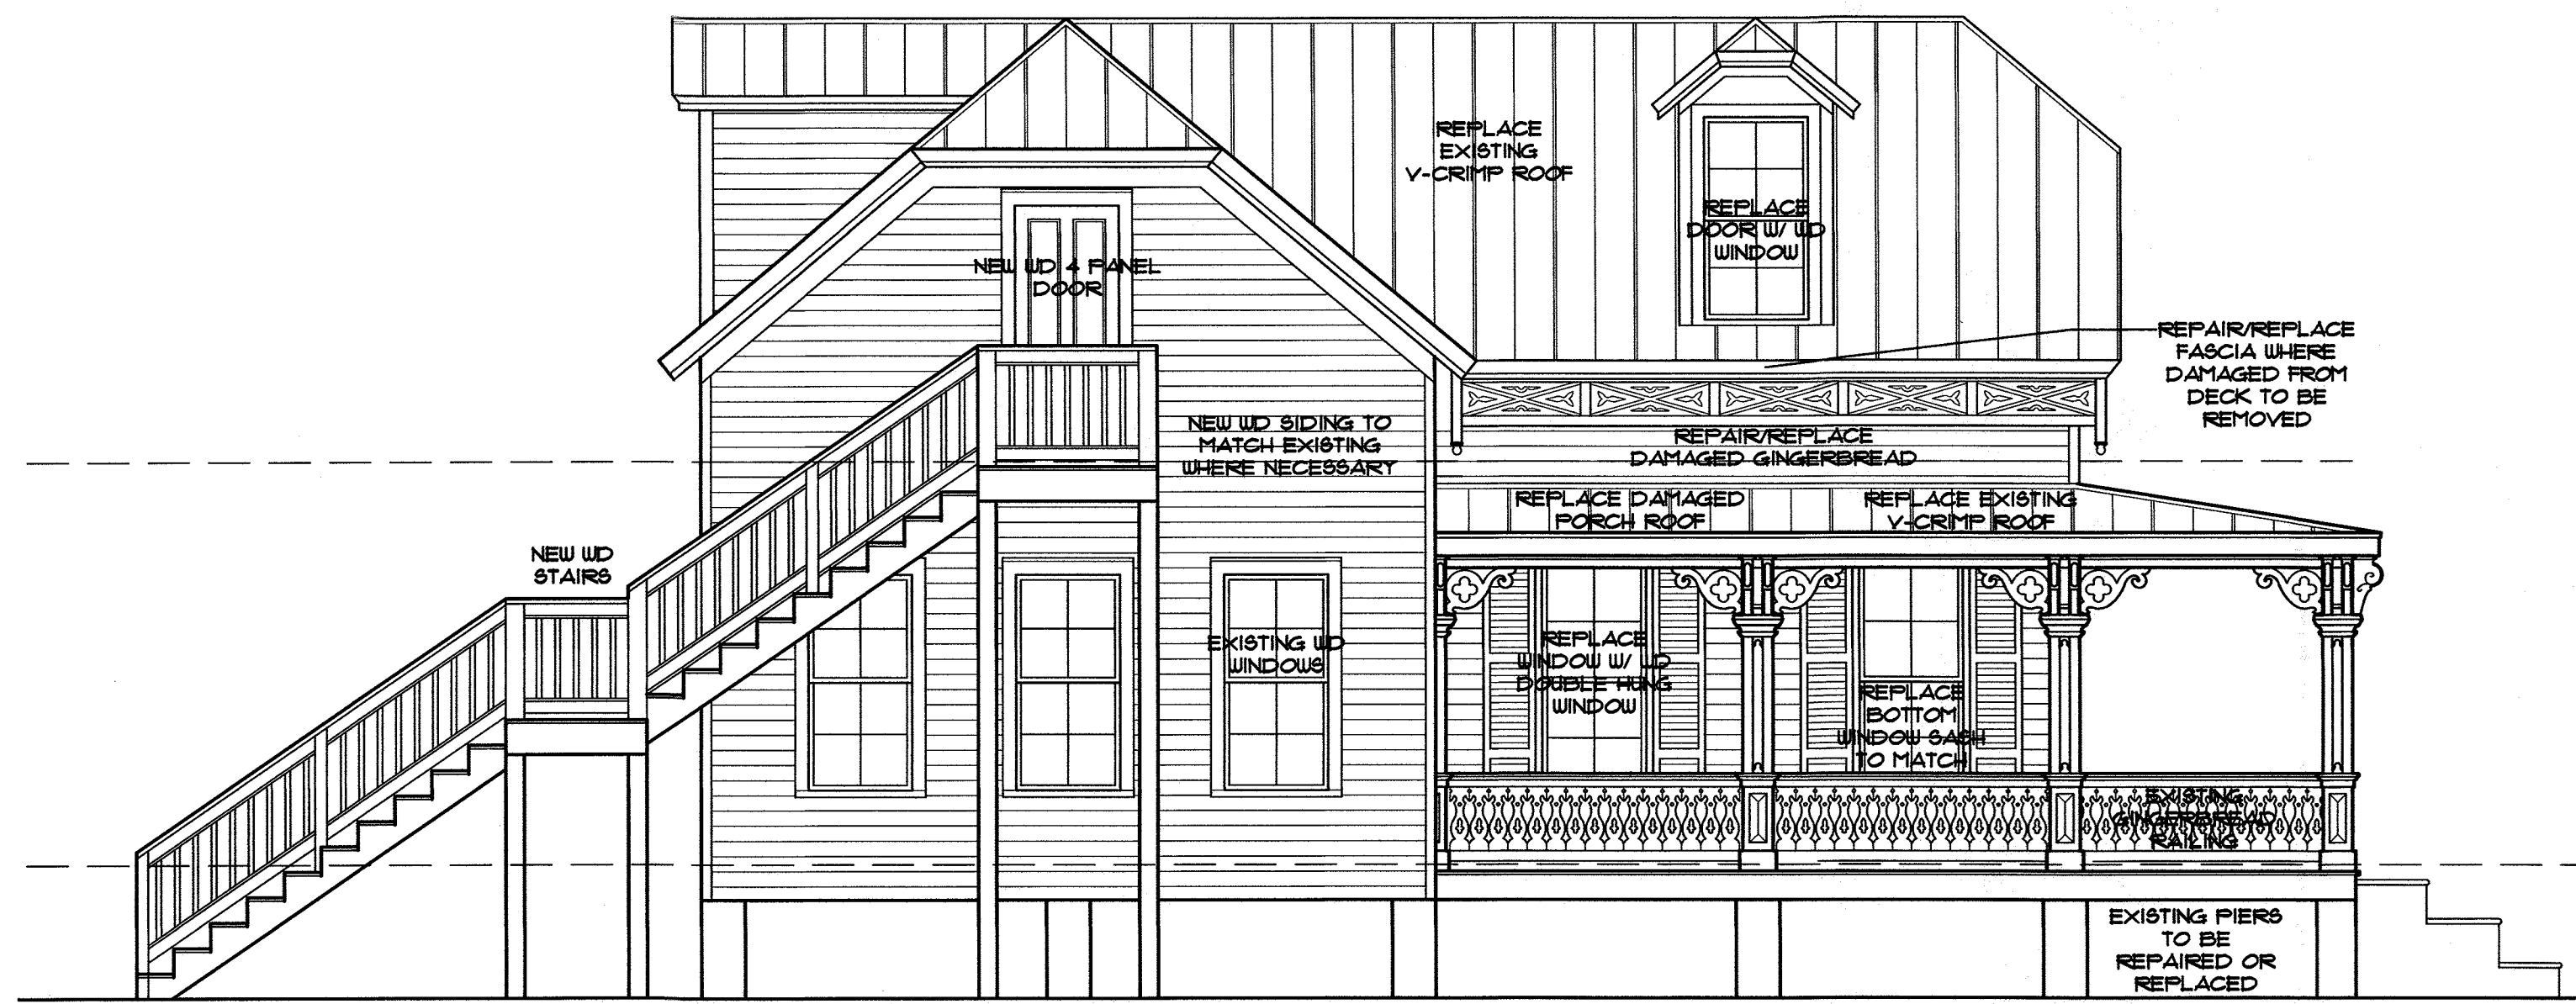 REPLACE
EXISTING
V-CRIMP ROOF
REPLACE
DOOR W/ WD
WINDOW
NEW WD 4 PANEL
DOOR
REPAIR/REPLACE
FASCIA WHERE
DAMAGED FROM
DECK TO BE
REMOVED
NEW WD SIDING TO
MATCH EXISTING
WHERE NECESSARY
REPAIR/REPLACE
DAMAGED GINGERBREAD
REPLACE DAMAGED
PORCH ROOF
REPLACE EXISTING
V-CRIMP ROOF
NEW WD
STAIRS
EXISTING WD
WINDOWS
REPLACE
WINDOW W/ WD
DOUBLE HUNG
WINDOW
REPLACE
BOTTOM
WINDOW SASH
TO MATCH
EXISTING
GINGERBREAD
RAILING
EXISTING PIERS
TO BE
REPAIRED OR
REPLACED